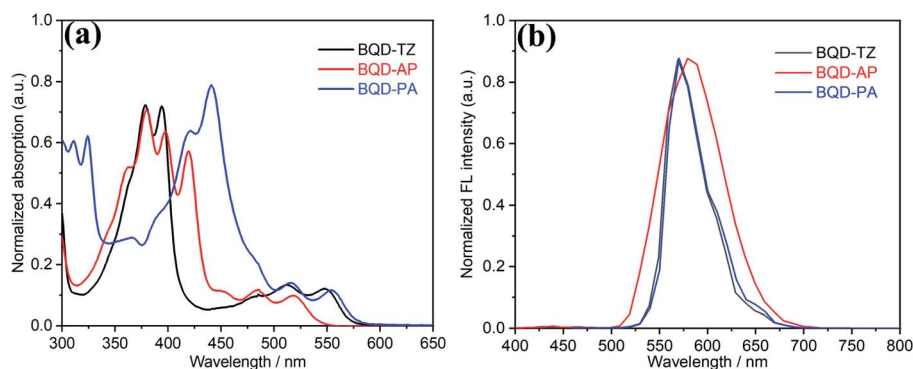 (a)
BQD-TZ
BQD-AP
BQD-PA
Normalized absorption (a.u.)
1.0
0.8
0.6
0.4
0.2
0.0
300 350 400 450 500 550 600 650
Wavelength / nm
(b)
BQD-TZ
BQD-AP
BQD-PA
Normalized FL intensity (a.u.)
1.0
0.8
0.6
0.4
0.2
0.0
400 450 500 550 600 650 700 750 800
Wavelength / nm